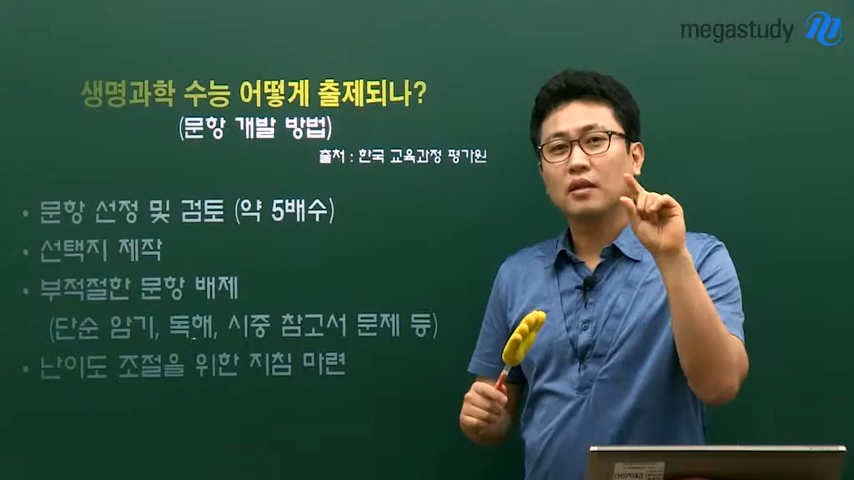 megastudy
생명과학 수능 어떻게 출제되나?
(문항 개발 방법)
출처 : 한국 교육과정 평가원
• 문항 선정 및 검토 (약 5배수)
• 선택지 제작
• 부적절한 문항 배제
(단순 암기, 독해, 시중 참고서 문제 등)
• 난이도 조절을 위한 지침 마련